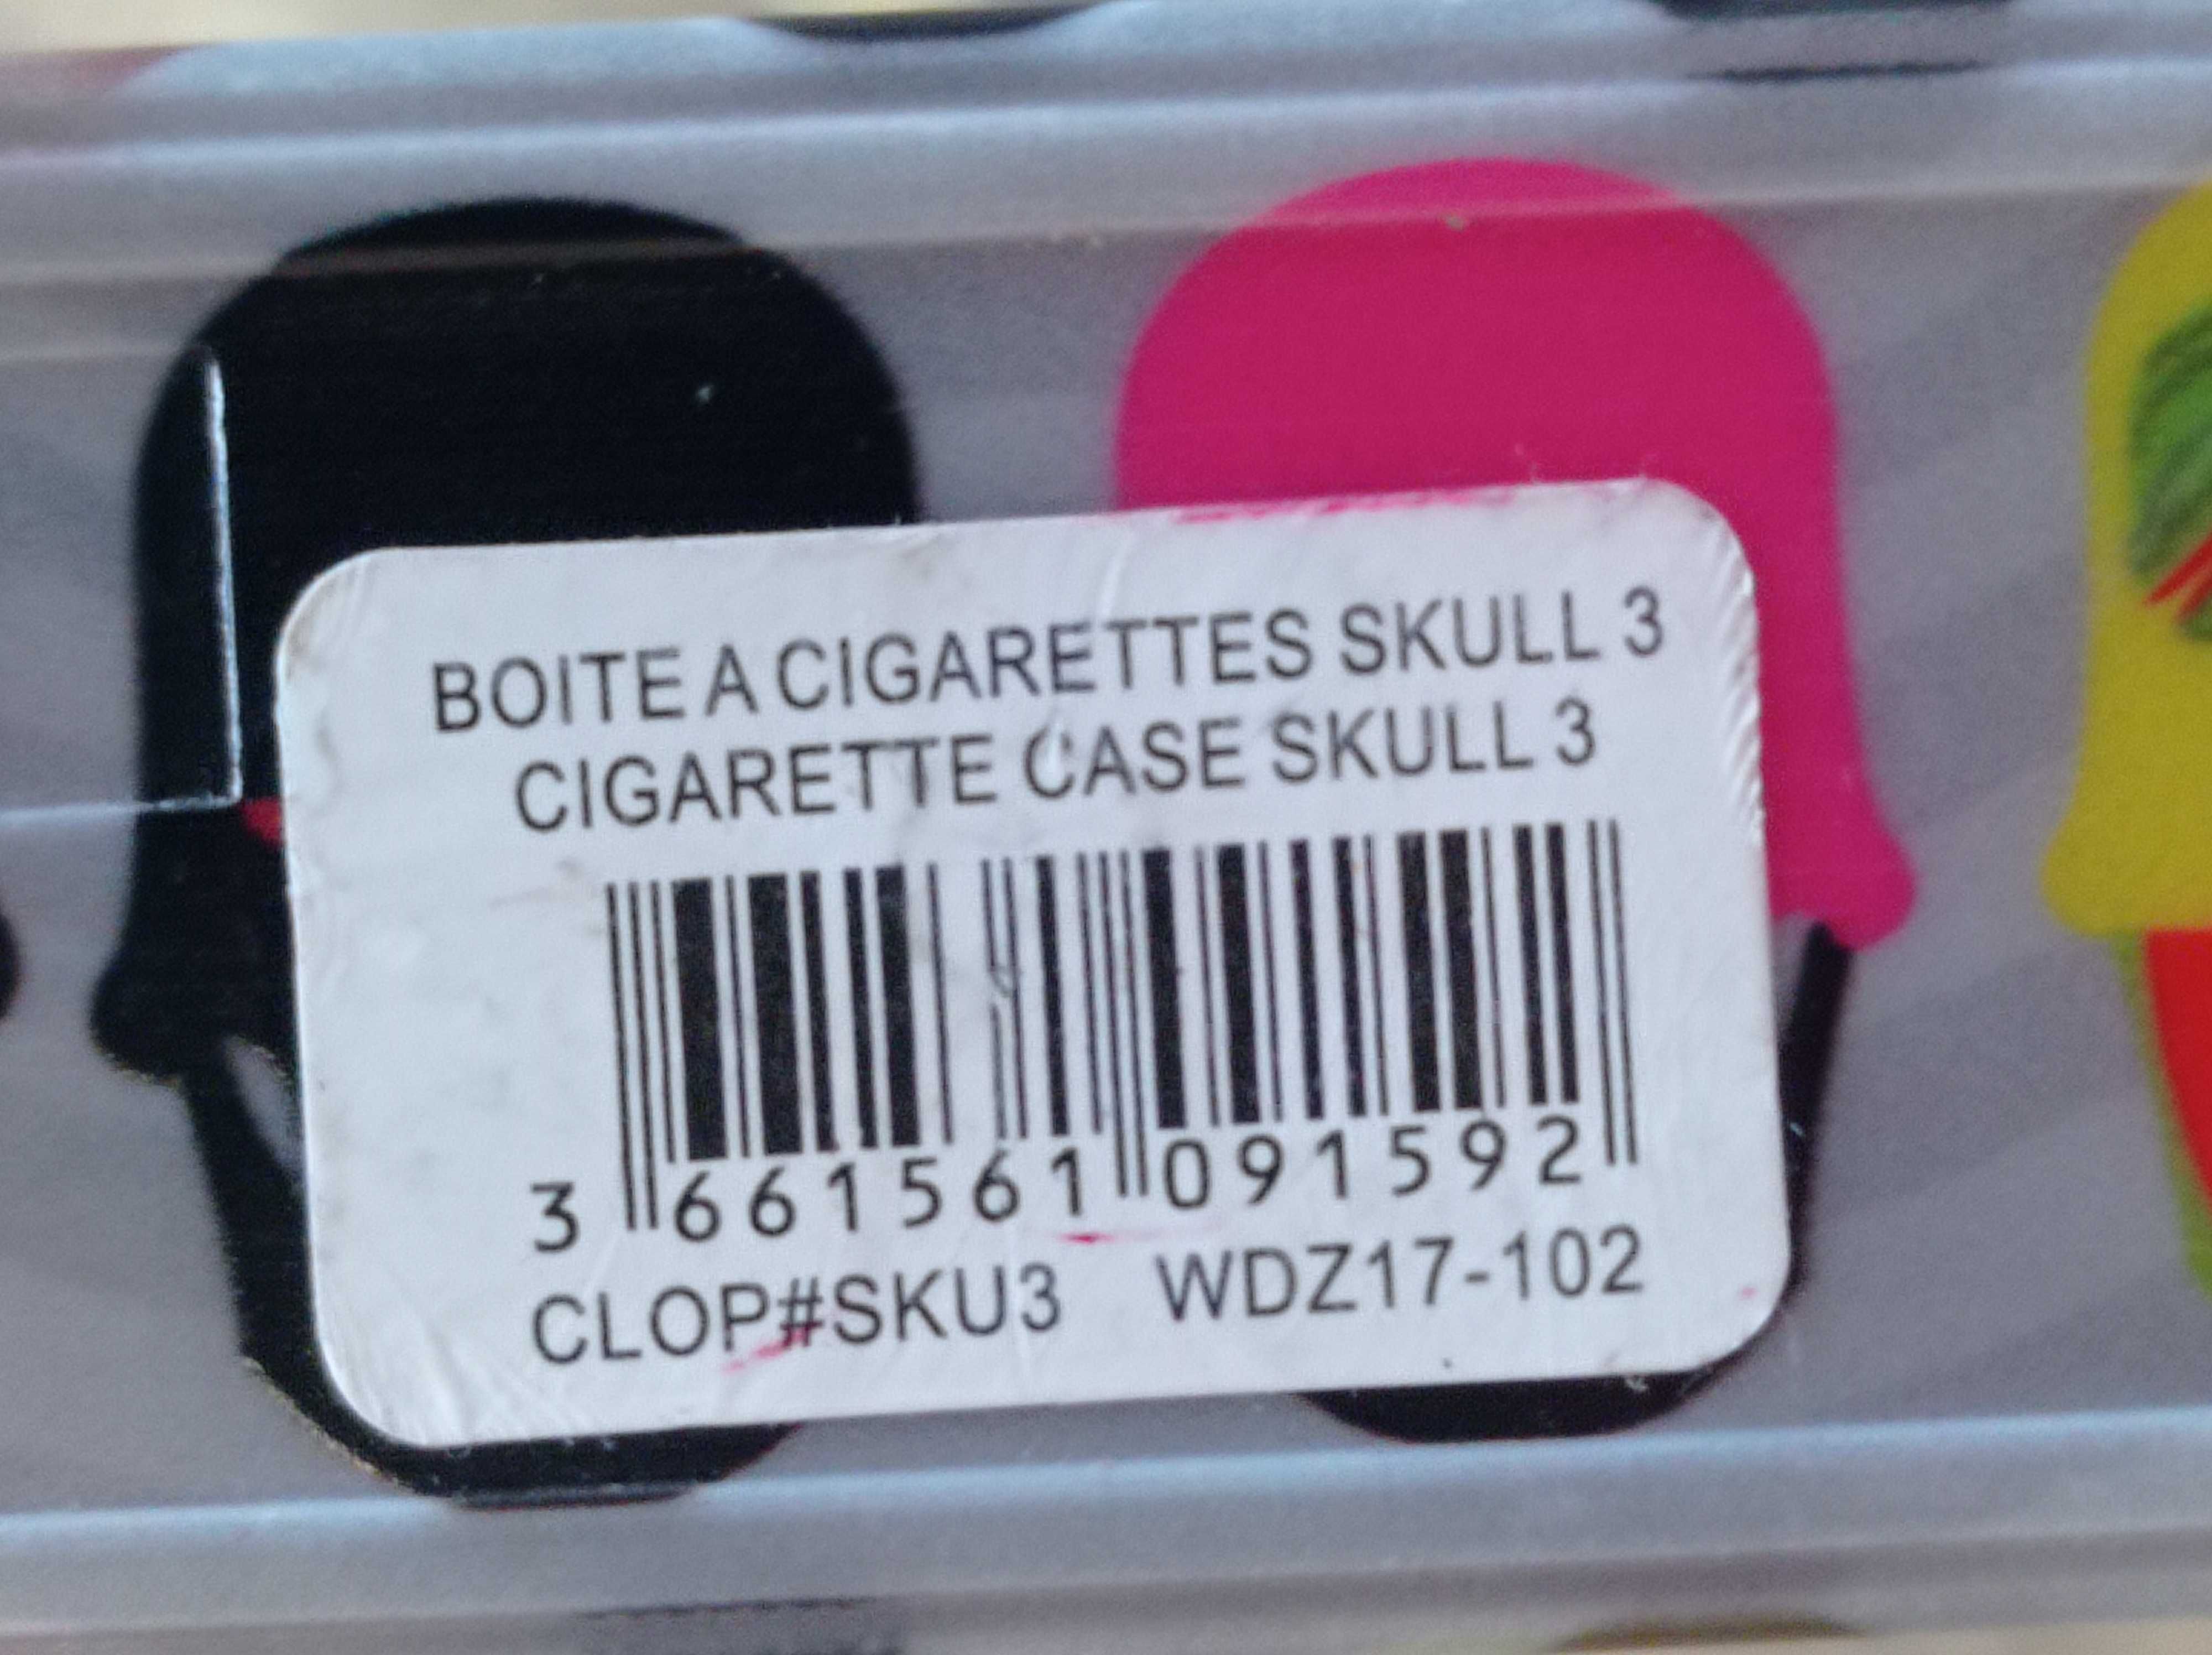 BOITE A CIGARETTES SKULL 3
CIGARETTE CASE SKULL 3
3 661561 091592
CLOP#SKU3 WDZ17-102